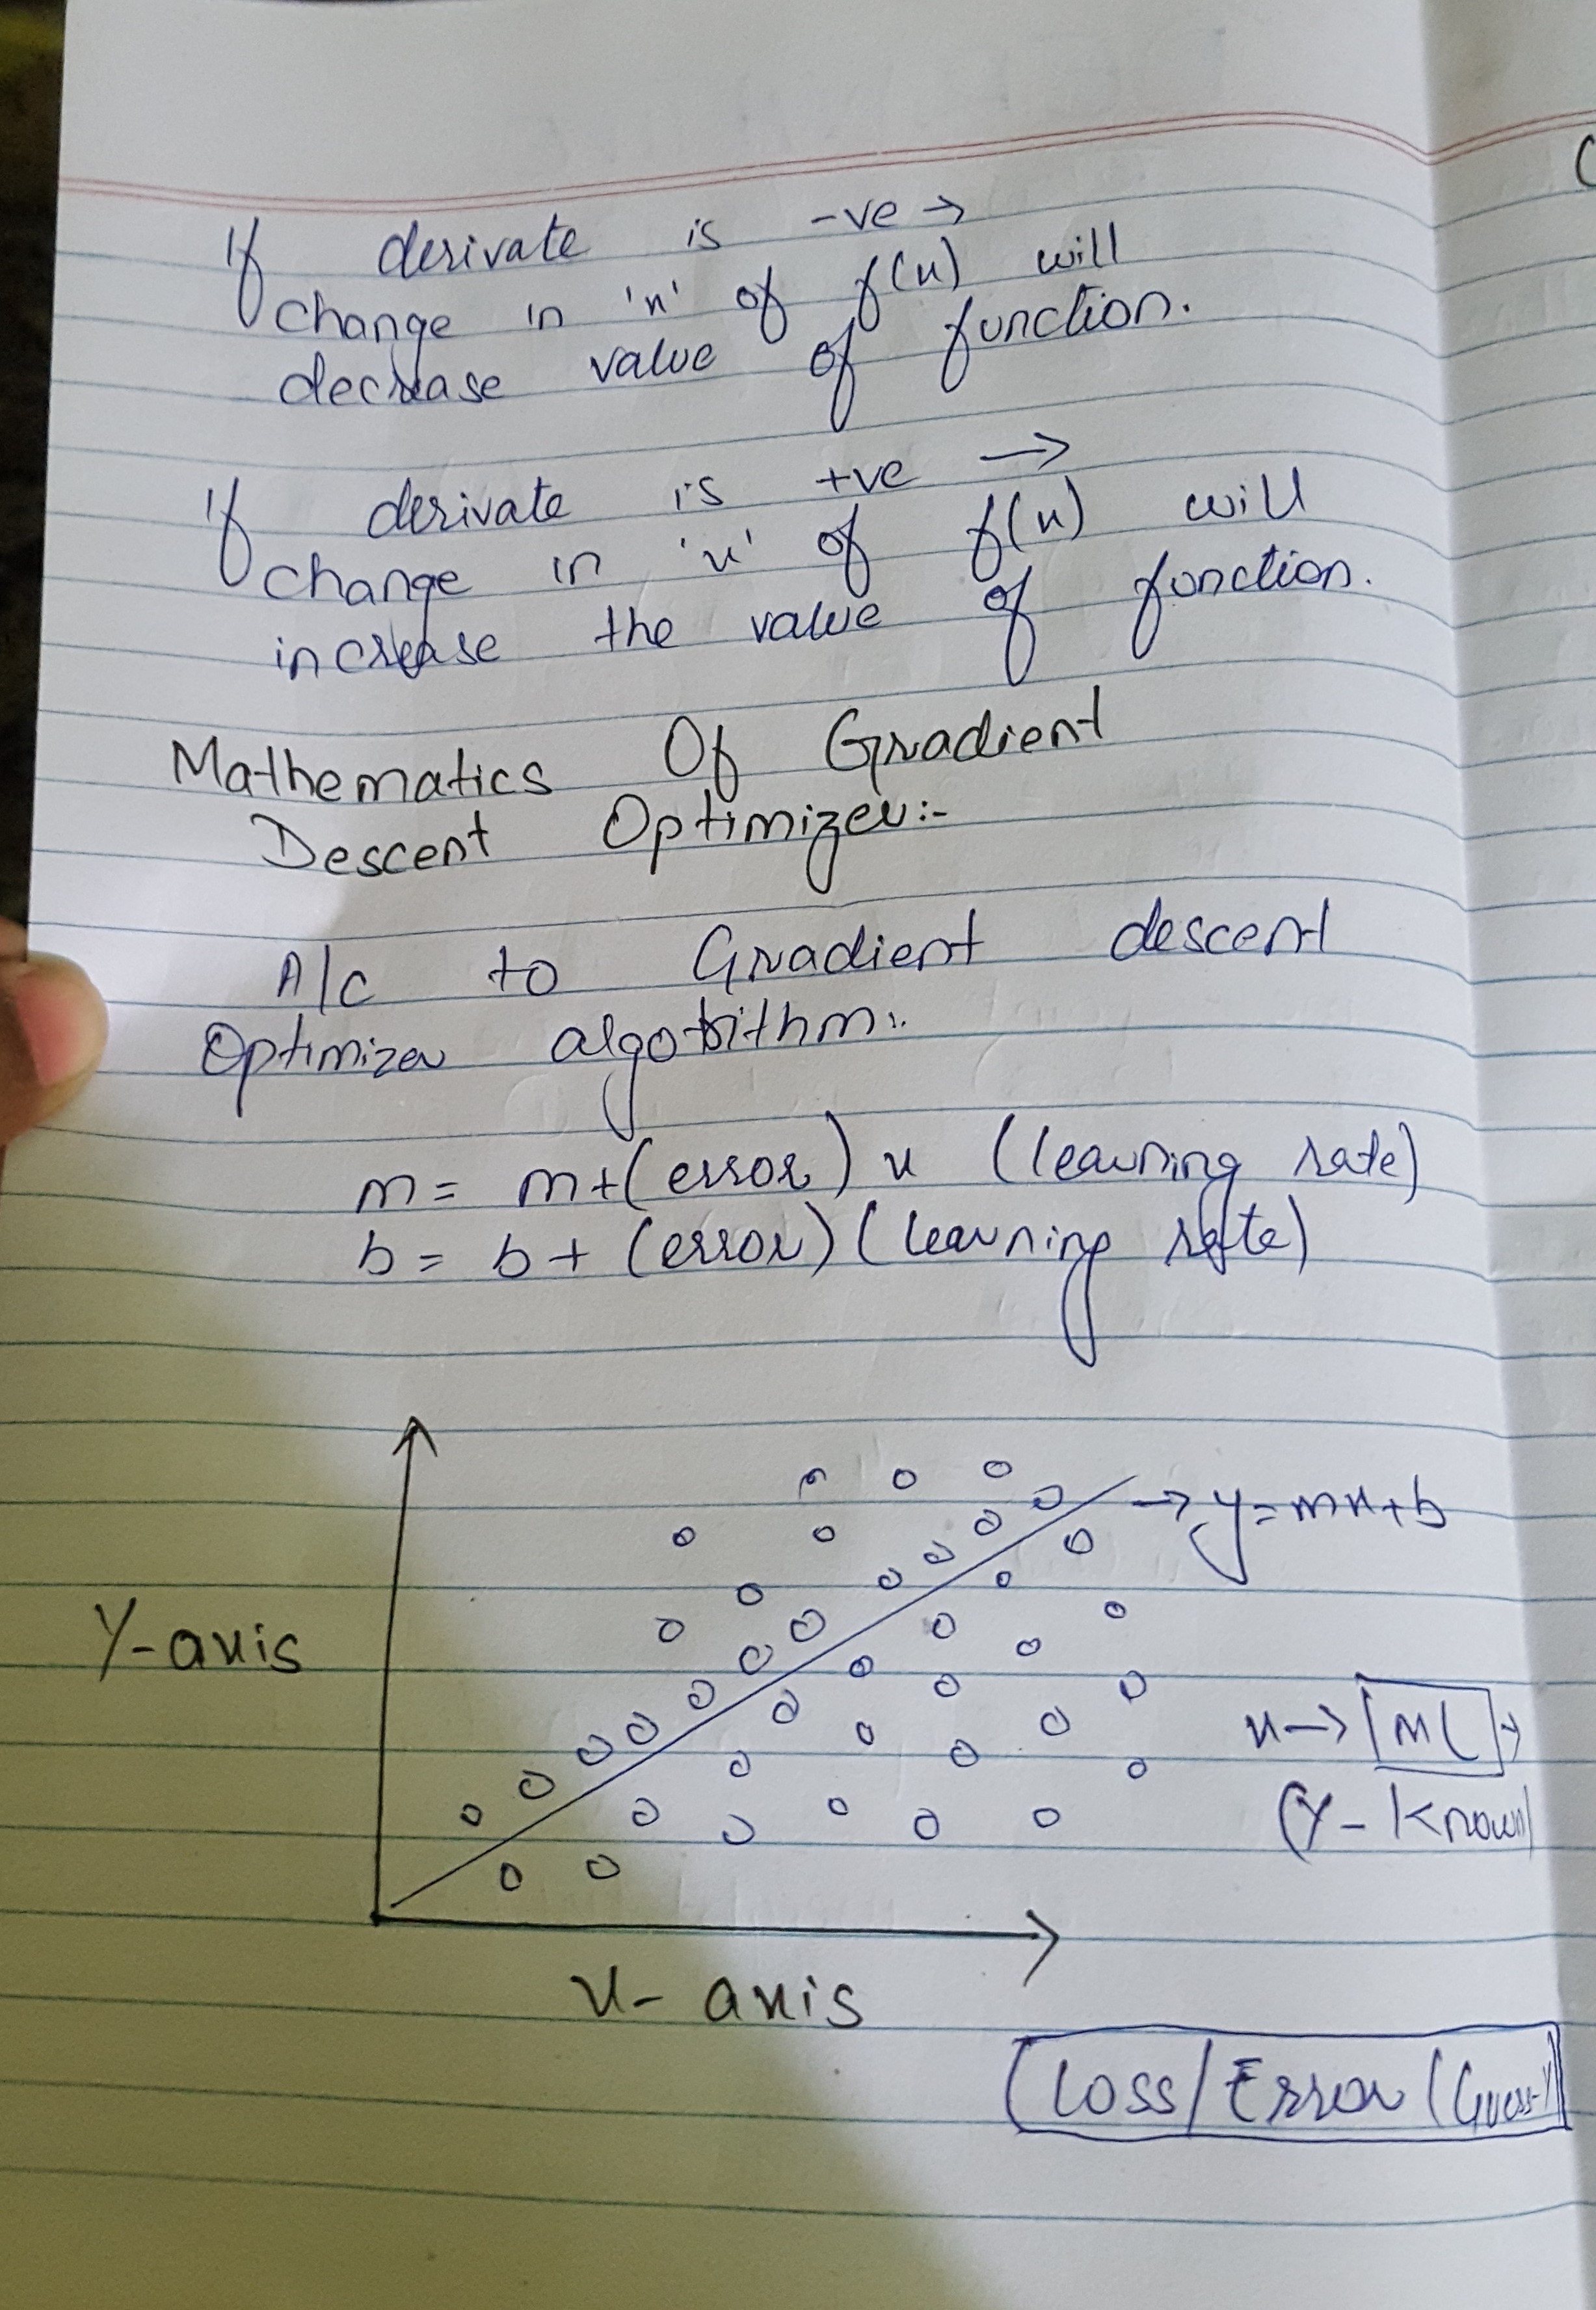 If derivate is -ve →
change in 'x' of f(x) will
decrease value of function.
If derivate is +ve →
change in 'x' of f(x) will
increase the value of function.
Mathematics Of Gradient
Descent Optimizer:-
A/c to Gradient descent
Optimizer algorithm:.
m = m+(error) x (learning rate)
b = b + (error) (learning rate)
→ y=mx+b
Y-axis
x → ML →
(Y- Known
x- axis
Loss/Error (Guess-Y